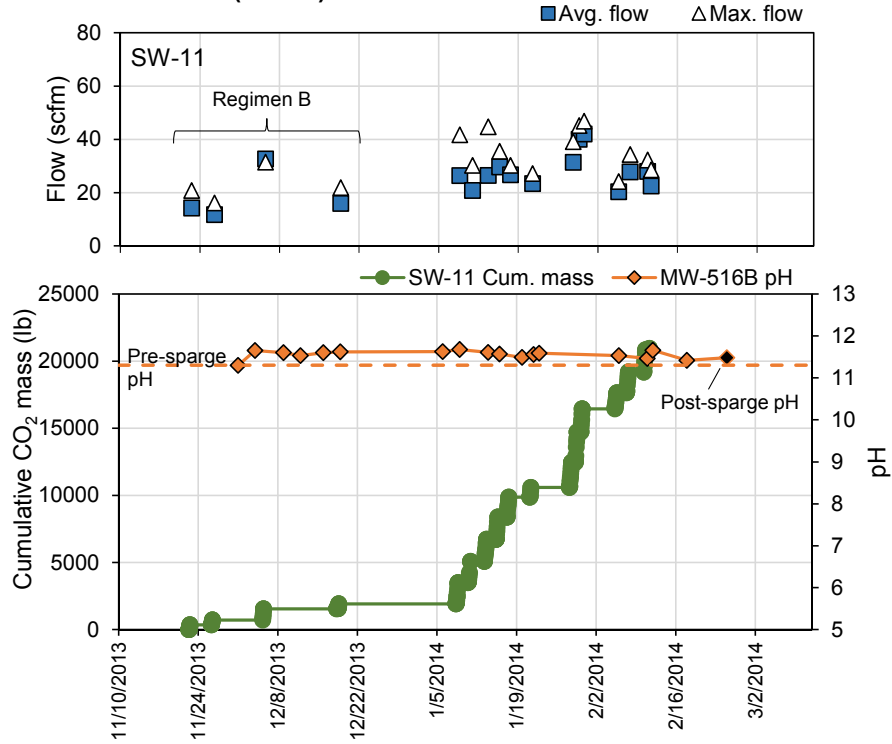 Avg. flow Max. flow
80
60
40
20
0
Flow (scfm)
SW-11
Regimen B
SW-11 Cum. mass MW-516B pH
25000
20000
15000
10000
5000
0
Cumulative CO2 mass (lb)
Pre-sparge
pH
Post-sparge pH
13
12
11
10
9
8
7
6
5
pH
11/10/2013
11/24/2013
12/8/2013
12/22/2013
1/5/2014
1/19/2014
2/2/2014
2/16/2014
3/2/2014